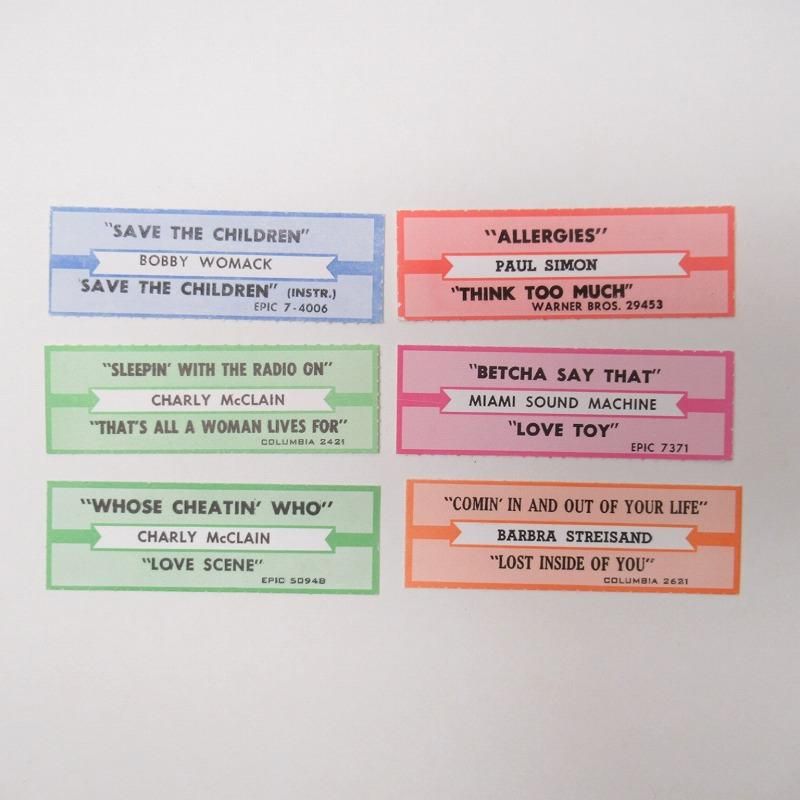 "SAVE THE CHILDREN"
BOBBY WOMACK
SAVE THE CHILDREN" (INSTR.)
EPIC 7-4006
"ALLERGIES"
PAUL SIMON
"THINK TOO MUCH"
WARNER BROS. 29453
"SLEEPIN' WITH THE RADIO ON"
CHARLY McCLAIN
"THAT'S ALL A WOMAN LIVES FOR"
COLUMBIA 2421
"BETCHA SAY THAT"
MIAMI SOUND MACHINE
"LOVE TOY"
EPIC 7371
"WHOSE CHEATIN' WHO"
CHARLY McCLAIN
"LOVE SCENE"
EPIC 50948
"COMIN' IN AND OUT OF YOUR LIFE"
BARBRA STREISAND
"LOST INSIDE OF YOU"
COLUMBIA 2621